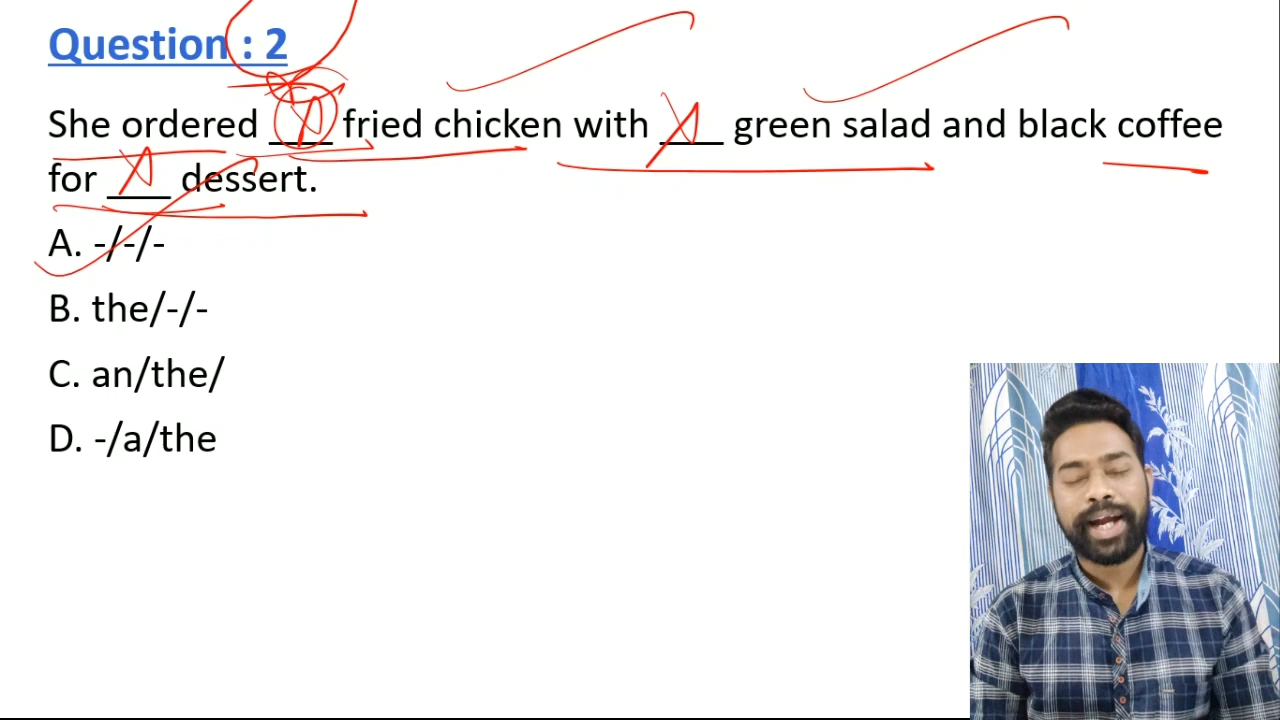 Question : 2
She ordered ___ fried chicken with ___ green salad and black coffee
for ___ dessert.
A. -/-/-
B. the/-/-
C. an/the/
D. -/a/the